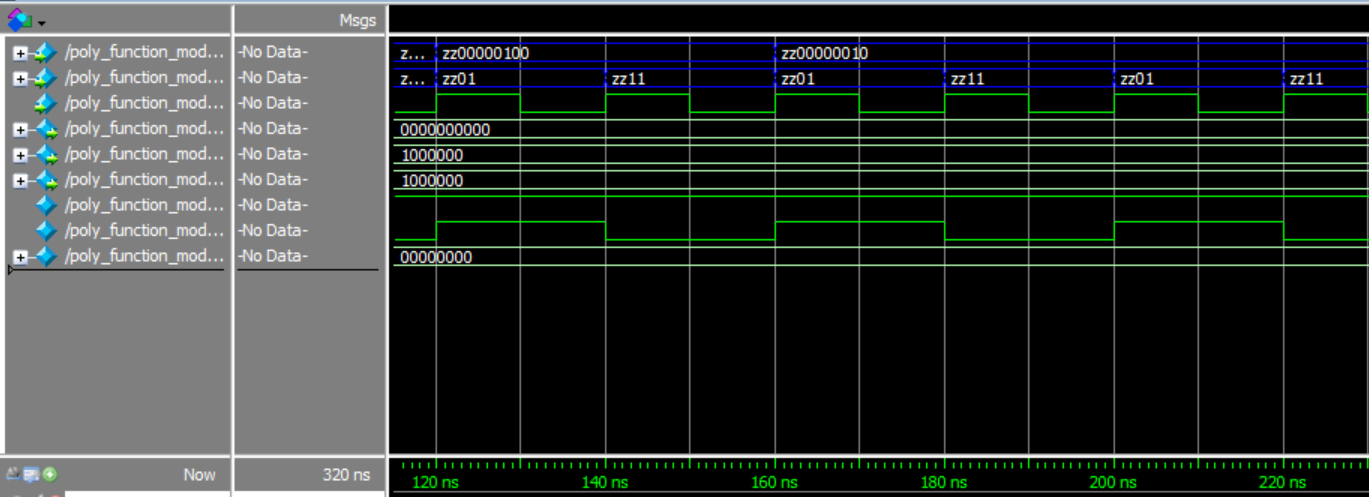 Msgs
/poly_function_mod... -No Data- z... zz00000100 zz00000010
/poly_function_mod... -No Data- z... zz01 zz11 zz01 zz11 zz01 zz11
/poly_function_mod... -No Data-
/poly_function_mod... -No Data- 0000000000
/poly_function_mod... -No Data- 1000000
/poly_function_mod... -No Data- 1000000
/poly_function_mod... -No Data-
/poly_function_mod... -No Data-
/poly_function_mod... -No Data- 00000000
Now 320 ns 120 ns 140 ns 160 ns 180 ns 200 ns 220 ns